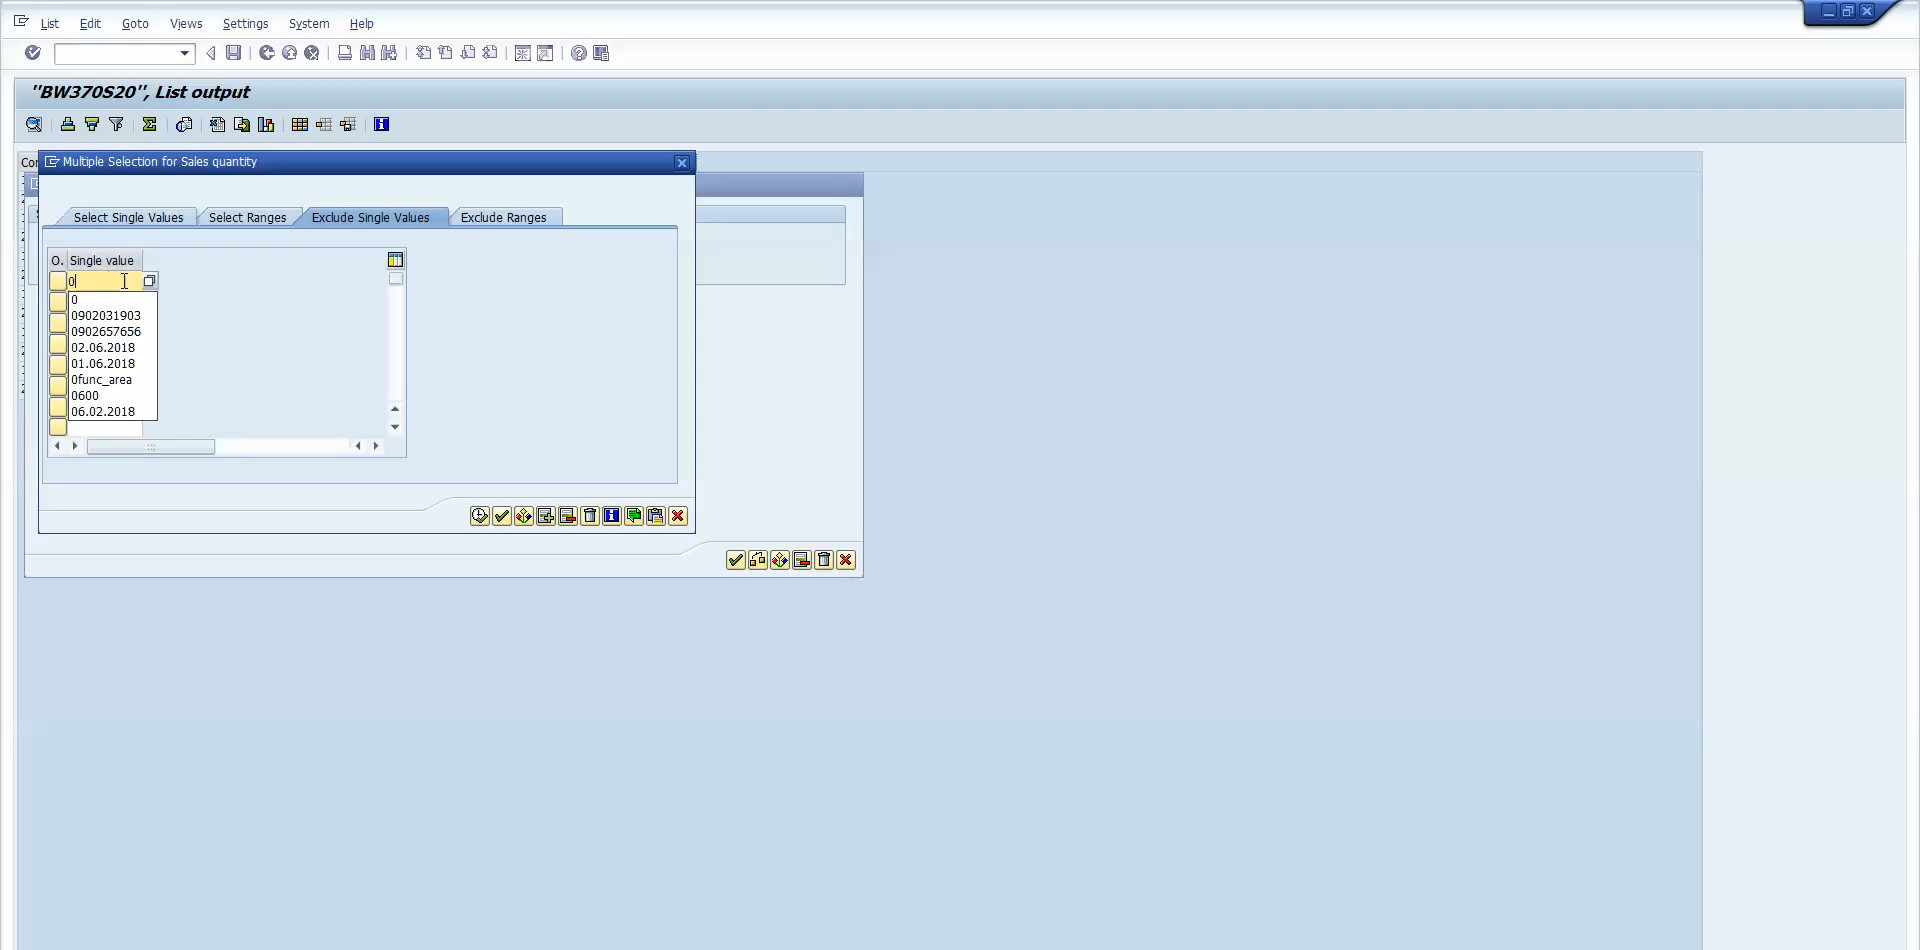 List Edit Goto Views Settings System Help
"BW370S20", List output
Multiple Selection for Sales quantity
Select Single Values Select Ranges Exclude Single Values Exclude Ranges
O. Single value
0
0
0902031903
0902657656
02.06.2018
01.06.2018
0func_area
0600
06.02.2018